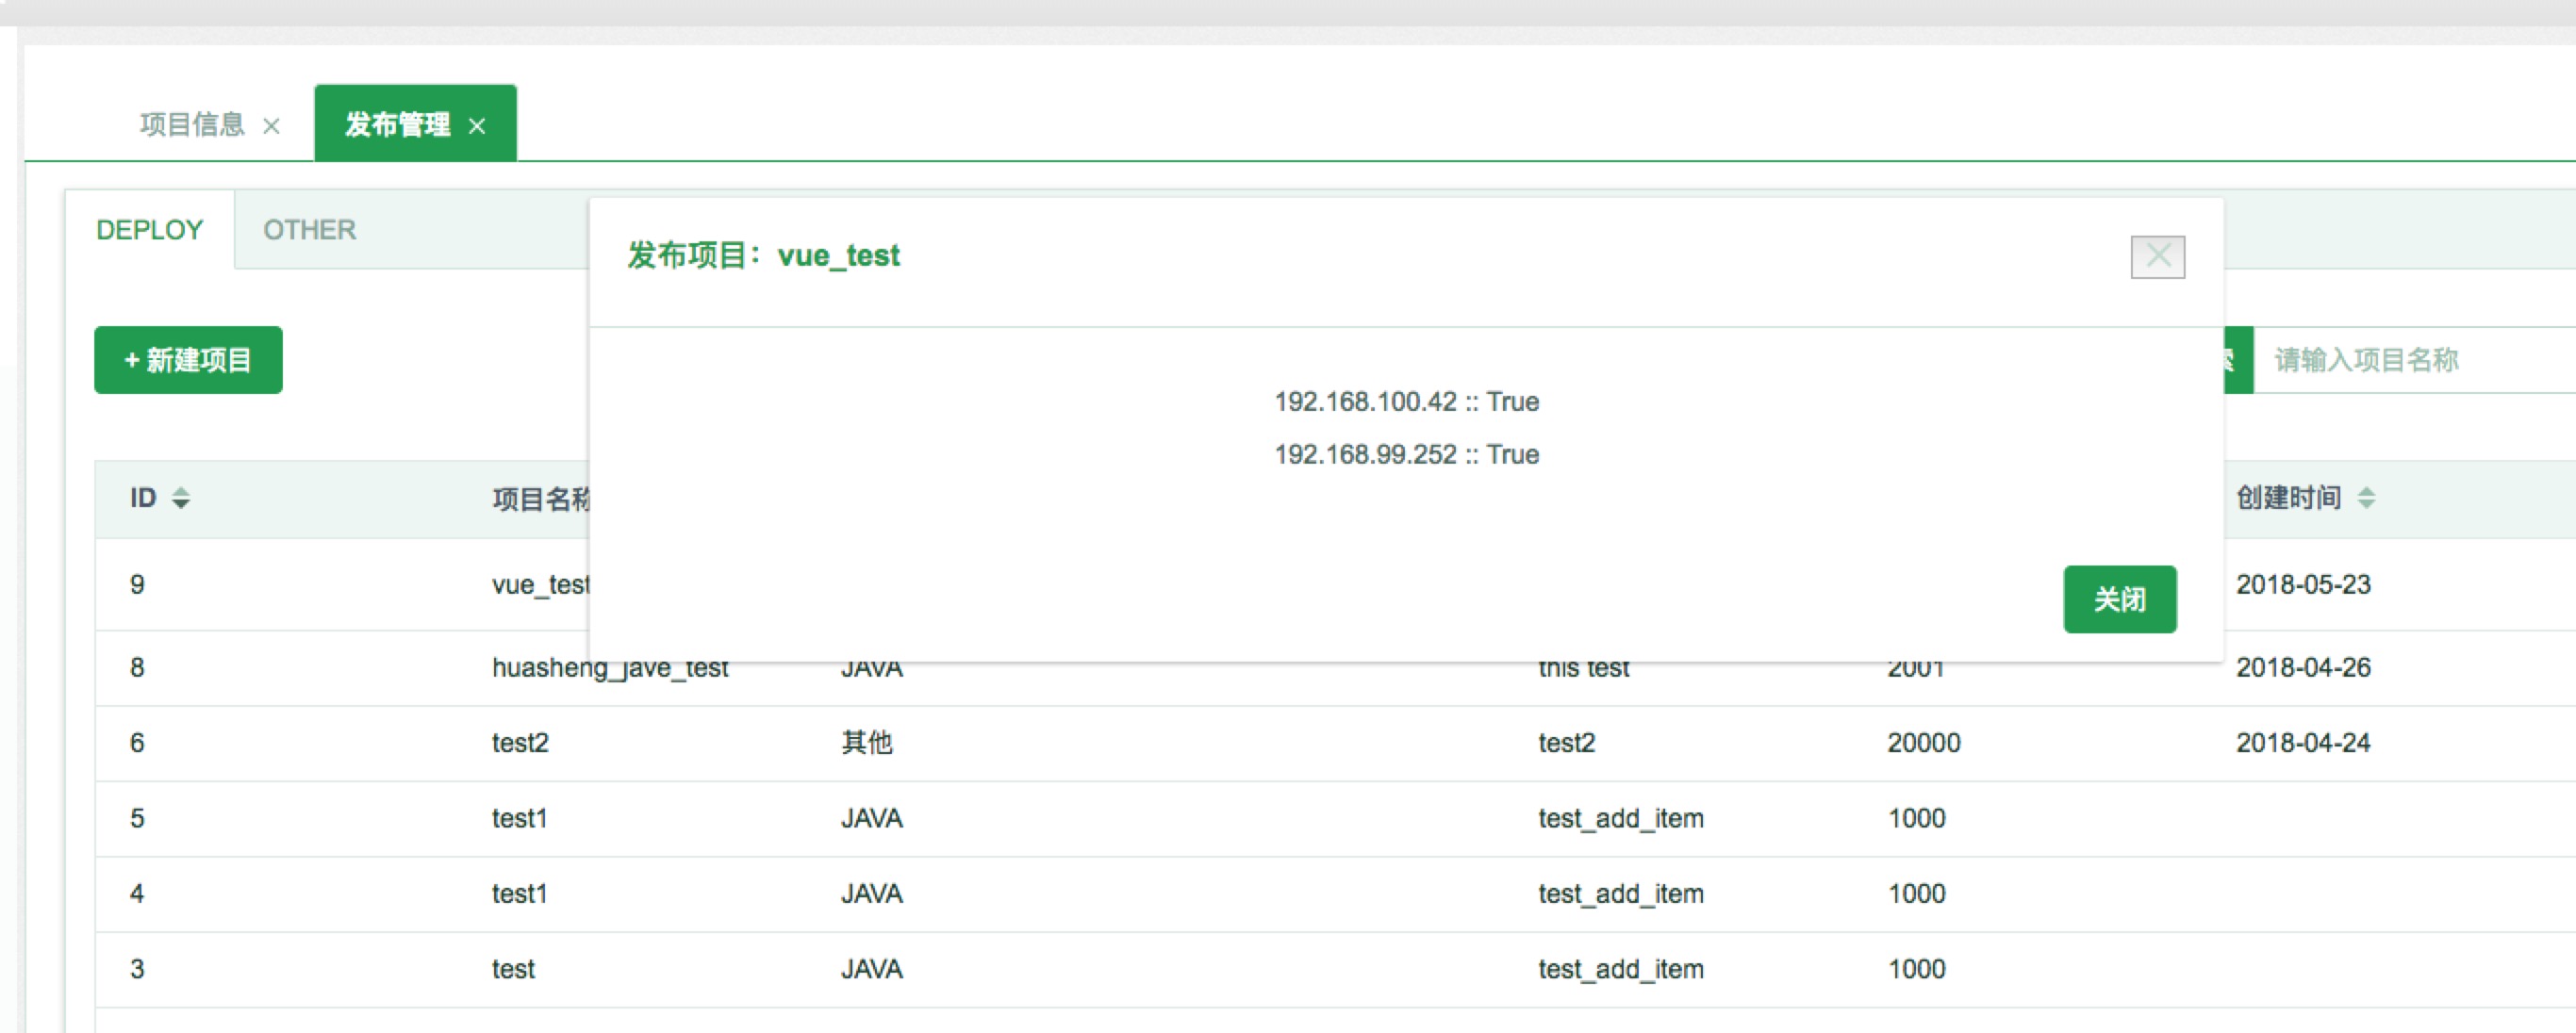 项目信息 ×
发布管理 ×
DEPLOY
OTHER
发布项目：vue_test
+ 新建项目
请输入项目名称
192.168.100.42 :: True
192.168.99.252 :: True
关闭
ID 项目名称 创建时间
9 vue_test 2018-05-23
8 huasheng_jave_test JAVA this test 2001 2018-04-26
6 test2 其他 test2 20000 2018-04-24
5 test1 JAVA test_add_item 1000
4 test1 JAVA test_add_item 1000
3 test JAVA test_add_item 1000